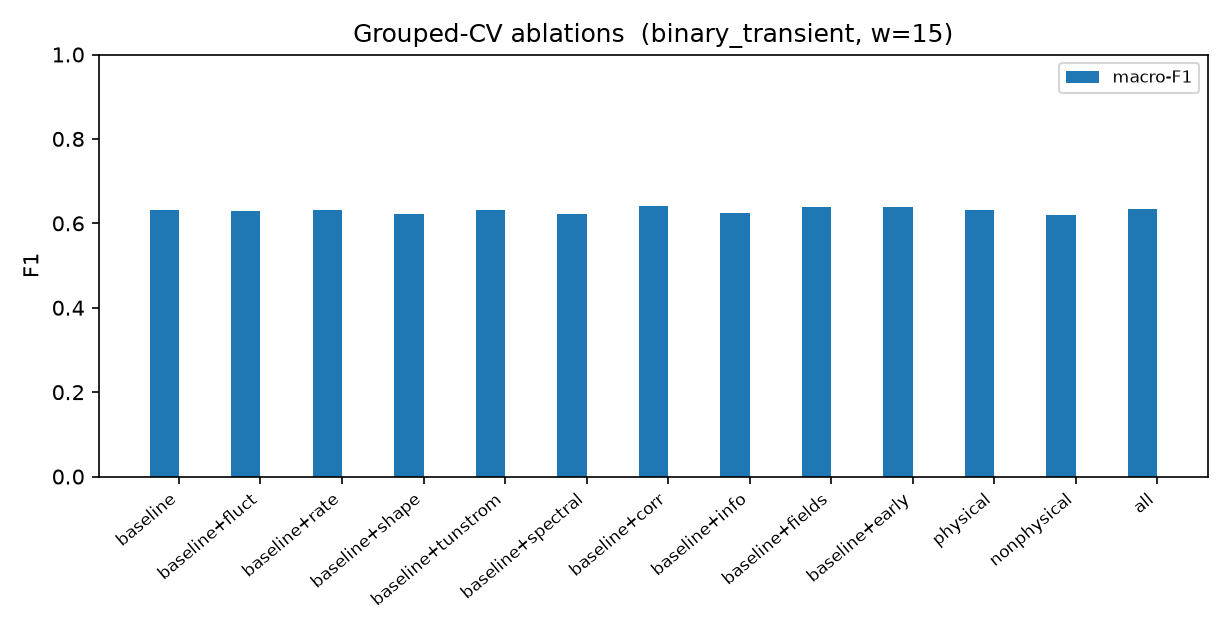 Grouped-CV ablations  (binary_transient, w=15)
macro-F1
F1
1.0
0.8
0.6
0.4
0.2
0.0
baseline
baseline+fluct
baseline+rate
baseline+shape
baseline+tunstrom
baseline+spectral
baseline+corr
baseline+info
baseline+fields
baseline+early
physical
nonphysical
all